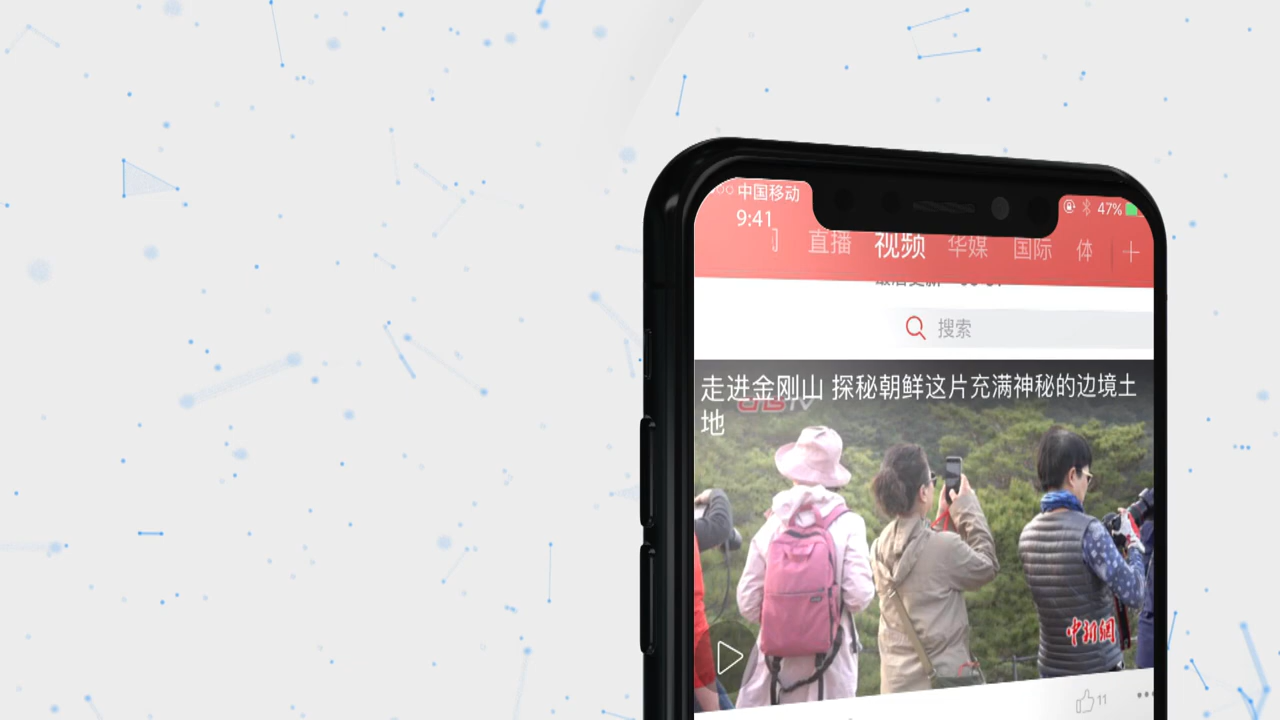 中国移动
9:41
47%
直播 视频 华媒 国际 体
搜索
走进金刚山 探秘朝鲜这片充满神秘的边境土
地
中新网
11